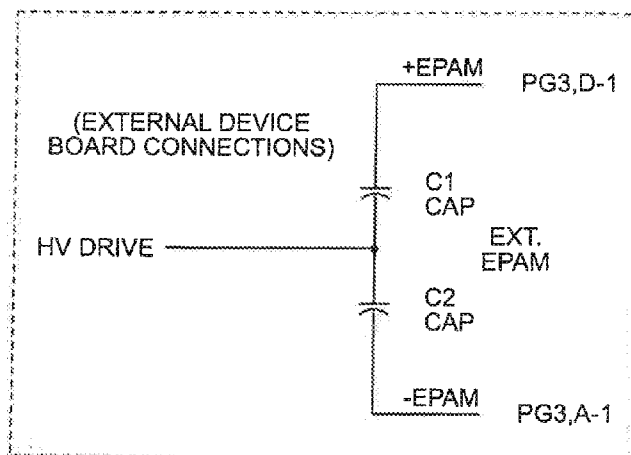 +EPAM PG3,D-1
(EXTERNAL DEVICE
BOARD CONNECTIONS)
C1
CAP
HV DRIVE
EXT.
EPAM
C2
CAP
-EPAM PG3,A-1